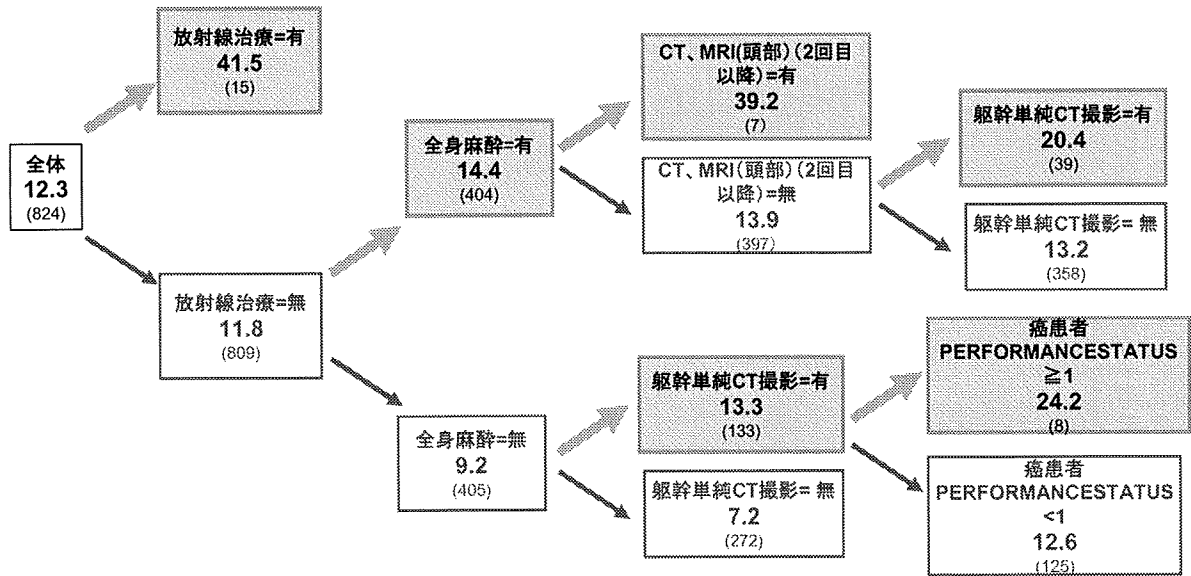 全体
12.3
(824)
放射線治療=有
41.5
(15)
放射線治療=無
11.8
(809)
全身麻酔=有
14.4
(404)
全身麻酔=無
9.2
(405)
CT、MRI(頭部)(2回目
以降)=有
39.2
(7)
CT、MRI(頭部)(2回目
以降)=無
13.9
(397)
躯幹単純CT撮影=有
13.3
(133)
躯幹単純CT撮影= 無
7.2
(272)
躯幹単純CT撮影=有
20.4
(39)
躯幹単純CT撮影= 無
13.2
(358)
癌患者
PERFORMANCESTATUS
≧1
24.2
(8)
癌患者
PERFORMANCESTATUS
<1
12.6
(125)